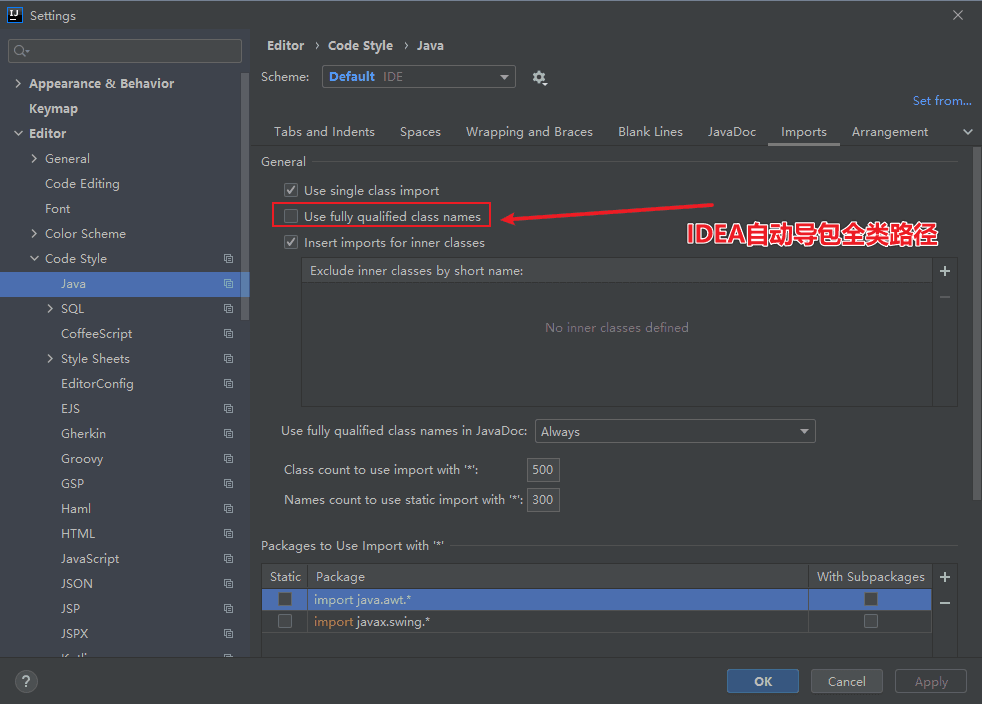 Settings
Appearance & Behavior
Keymap
Editor
General
Code Editing
Font
Color Scheme
Code Style
Java
SQL
CoffeeScript
Style Sheets
EditorConfig
EJS
Gherkin
Groovy
GSP
Haml
HTML
JavaScript
JSON
JSP
JSPX
Editor › Code Style › Java
Scheme: Default IDE
Set from...
Tabs and Indents Spaces Wrapping and Braces Blank Lines JavaDoc Imports Arrangement
General
Use single class import
Use fully qualified class names
IDEA自动导包全类路径
Insert imports for inner classes
Exclude inner classes by short name:
No inner classes defined
Use fully qualified class names in JavaDoc: Always
Class count to use import with '*': 500
Names count to use static import with '*': 300
Packages to Use Import with '*'
Static Package With Subpackages
import java.awt.*
import javax.swing.*
? OK Cancel Apply